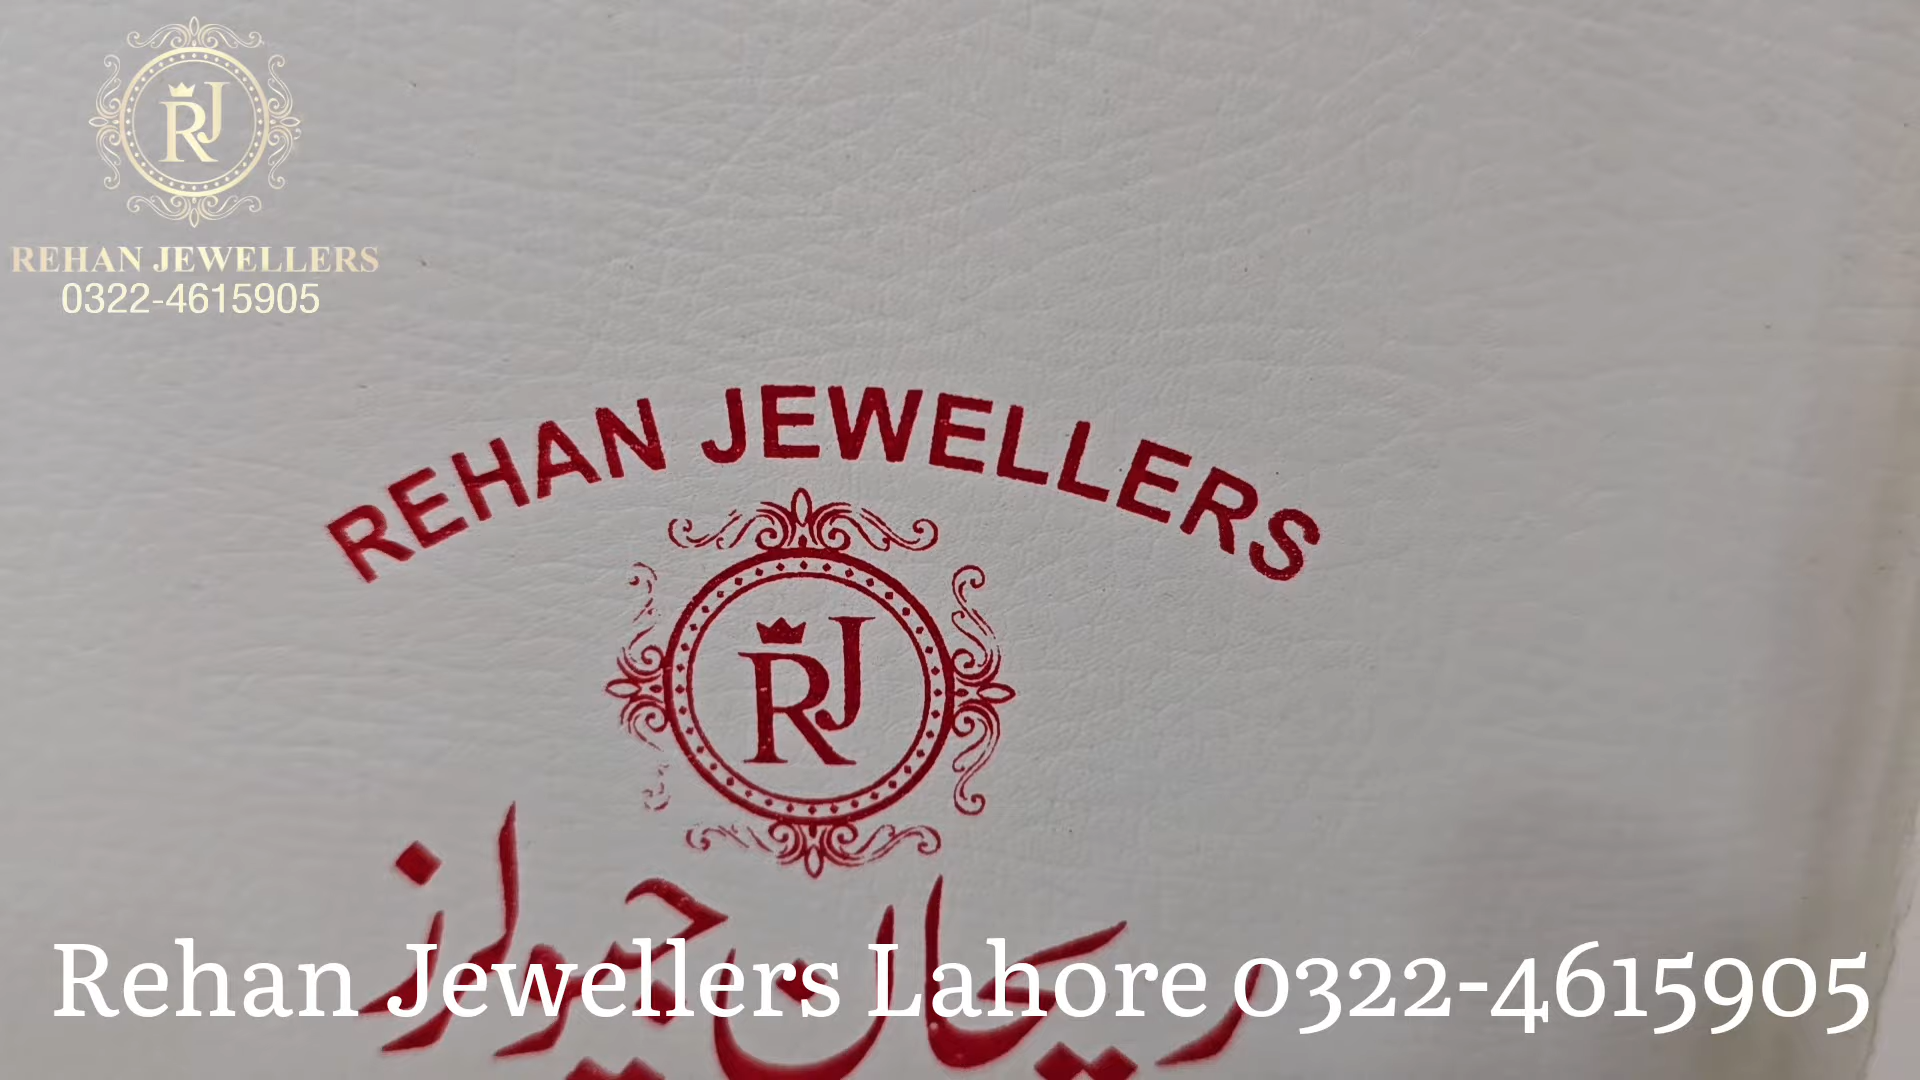 RJ
REHAN JEWELLERS
0322-4615905
REHAN JEWELLERS
RJ
ریحان جیولرز
Rehan Jewellers Lahore 0322-4615905